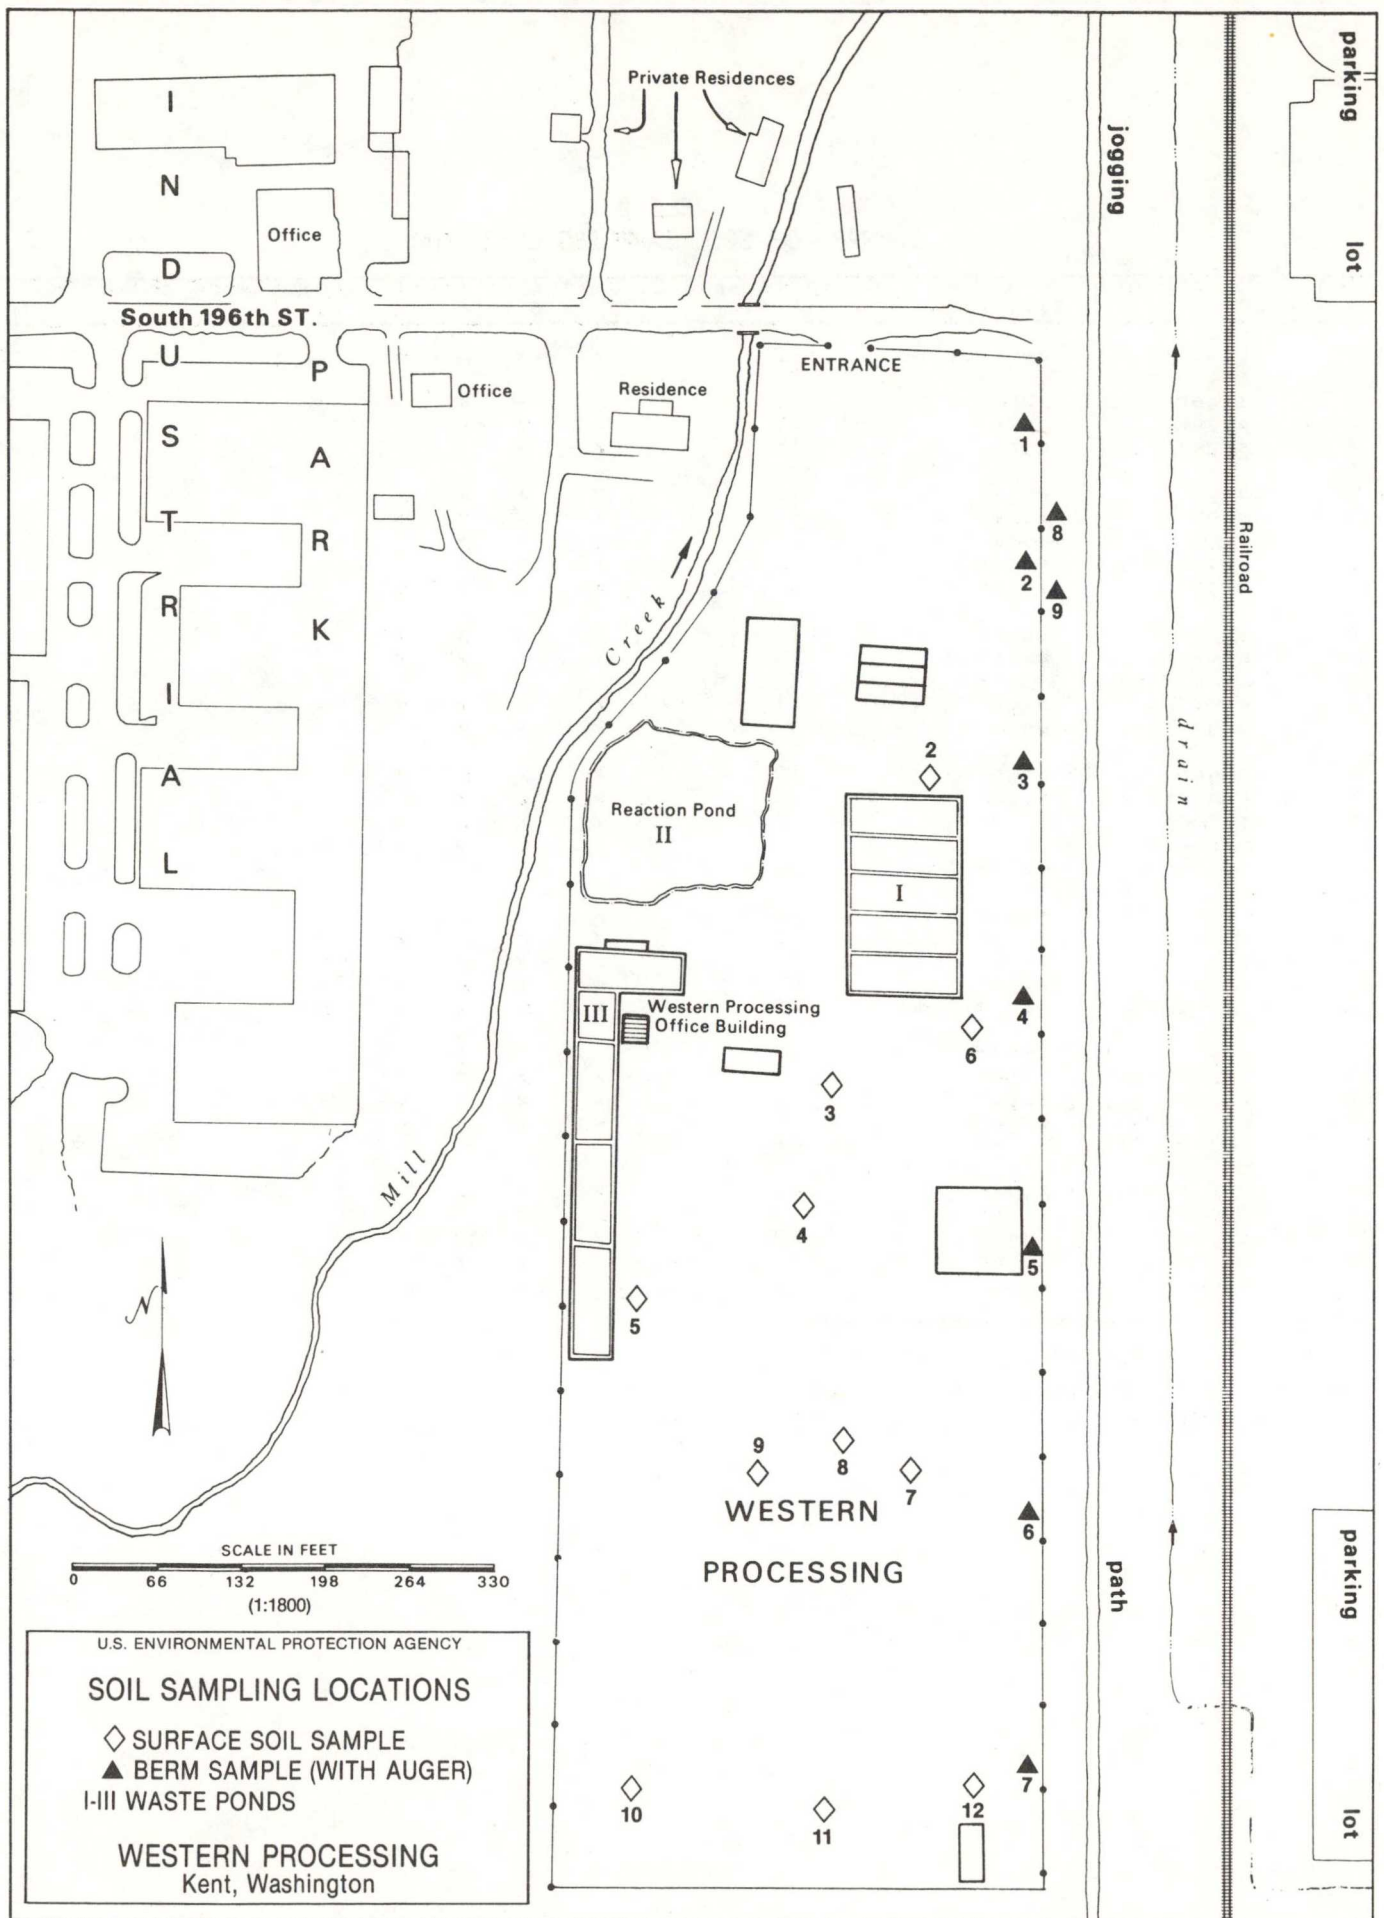 Private Residences
parking
lot
jogging
INDUSTRIAL
PARK
Office
South 196th ST.
ENTRANCE
Office
Residence
1
8
2
9
Railroad
Creek
drain
2
3
Reaction Pond
II
I
III
Western Processing
Office Building
4
6
3
Mill
4
5
5
N
9
8
7
WESTERN
PROCESSING
6
path
parking
lot
SCALE IN FEET
0 66 132 198 264 330
(1:1800)
U.S. ENVIRONMENTAL PROTECTION AGENCY
SOIL SAMPLING LOCATIONS
SURFACE SOIL SAMPLE
BERM SAMPLE (WITH AUGER)
I-III WASTE PONDS
WESTERN PROCESSING
Kent, Washington
10
11
12
7